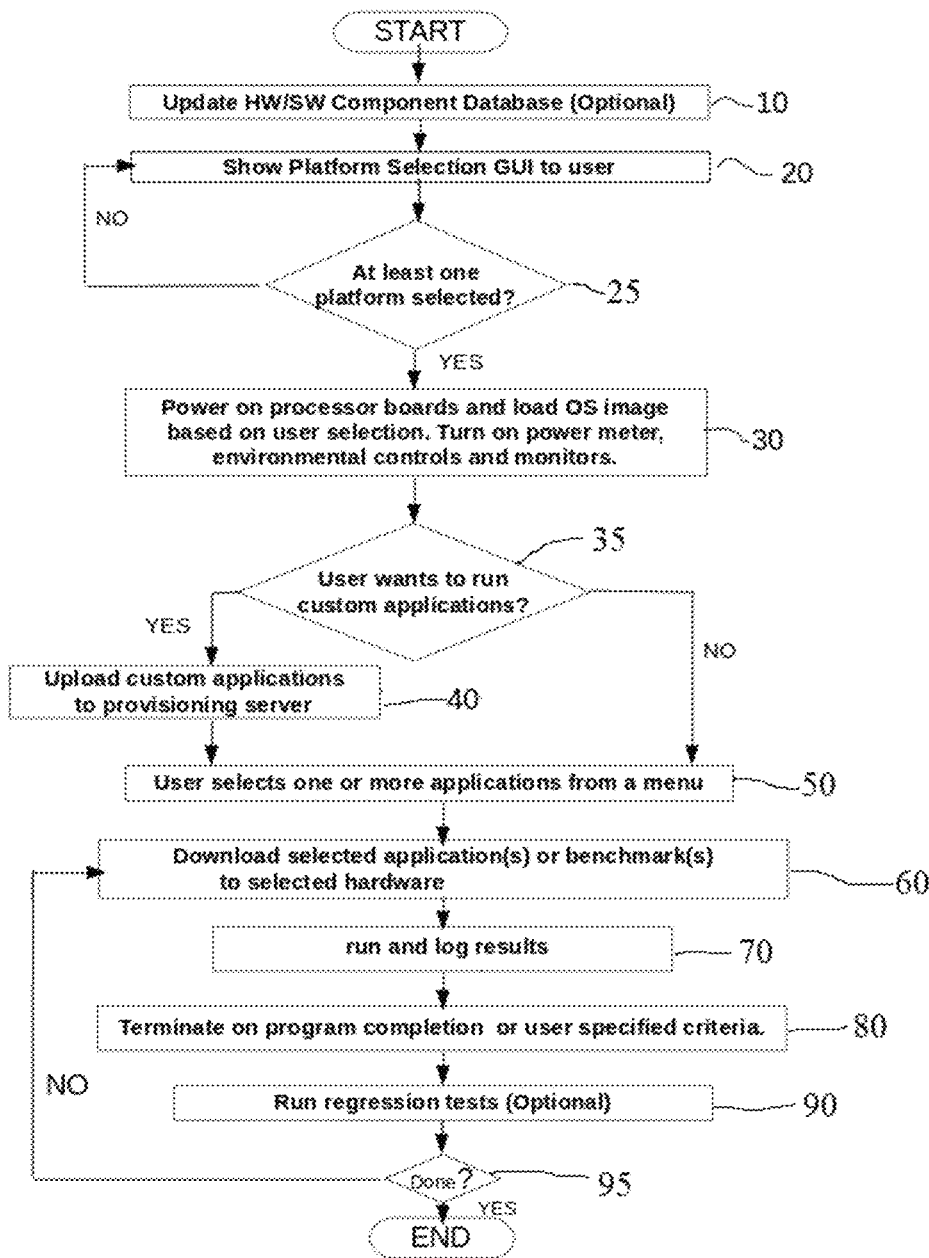 START
Update HW/SW Component Database (Optional)
10
Show Platform Selection GUI to user
20
NO
At least one
platform selected?
25
YES
Power on processor boards and load OS image
based on user selection. Turn on power meter,
environmental controls and monitors.
30
35
User wants to run
custom applications?
YES
NO
Upload custom applications
to provisioning server
40
User selects one or more applications from a menu
50
Download selected application(s) or benchmark(s)
to selected hardware
60
run and log results
70
Terminate on program completion or user specified criteria.
80
NO
Run regression tests (Optional)
90
Done?
95
YES
END